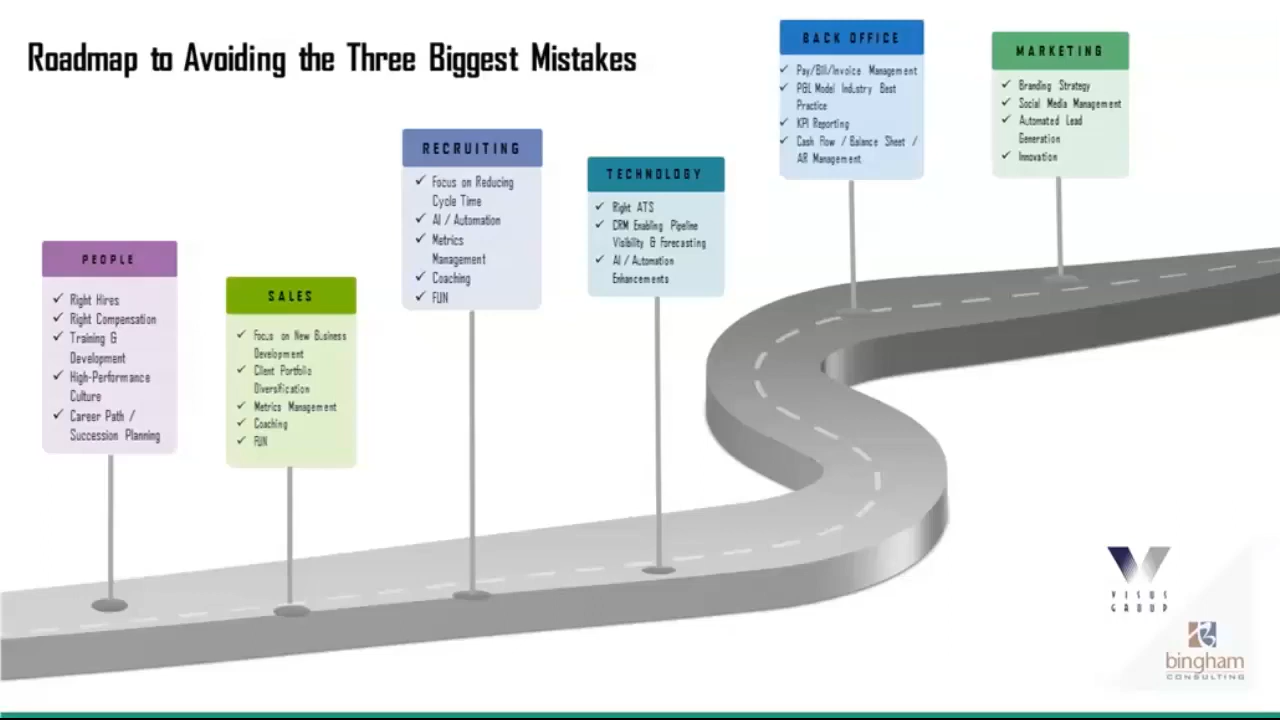 Roadmap to Avoiding the Three Biggest Mistakes
PEOPLE
Right Hires
Right Compensation
Training &
Development
High-Performance
Culture
Career Path /
Succession Planning
SALES
Focus on New Business
Development
Client Portfolio
Diversification
Metrics Management
Coaching
FUN
RECRUITING
Focus on Reducing
Cycle Time
AI / Automation
Metrics
Management
Coaching
FUN
TECHNOLOGY
Right ATS
CRM Enabling Pipeline
Visibility & Forecasting
AI / Automation
Enhancements
BACK OFFICE
Pay/Bill/Invoice Management
P&L Model Industry Best
Practice
KPI Reporting
Cash Flow / Balance Sheet /
AR Management
MARKETING
Branding Strategy
Social Media Management
Automated Lead
Generation
Innovation
VISUS
GROUP
bingham
CONSULTING